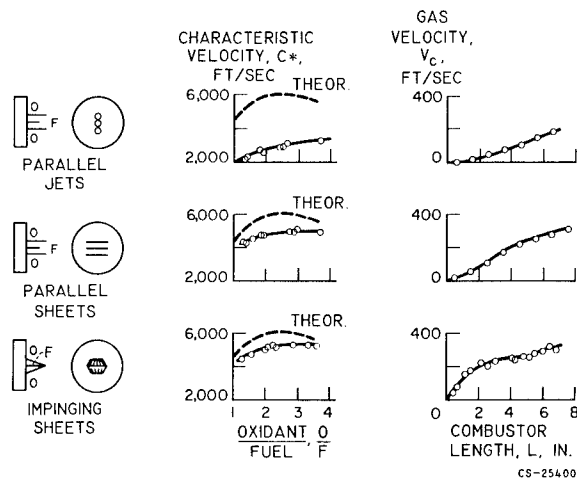 CHARACTERISTIC
VELOCITY, C*,
FT/SEC
GAS
VELOCITY,
Vc,
FT/SEC
O
F
O
PARALLEL
JETS
6,000
2,000
THEOR.
400
0
O
F
O
PARALLEL
SHEETS
6,000
2,000
THEOR.
400
0
O
F
O
IMPINGING
SHEETS
6,000
2,000
THEOR.
1 2 3 4
OXIDANT, O
FUEL F
400
0
0 2 4 6 8
COMBUSTOR
LENGTH, L, IN.
CS-25400